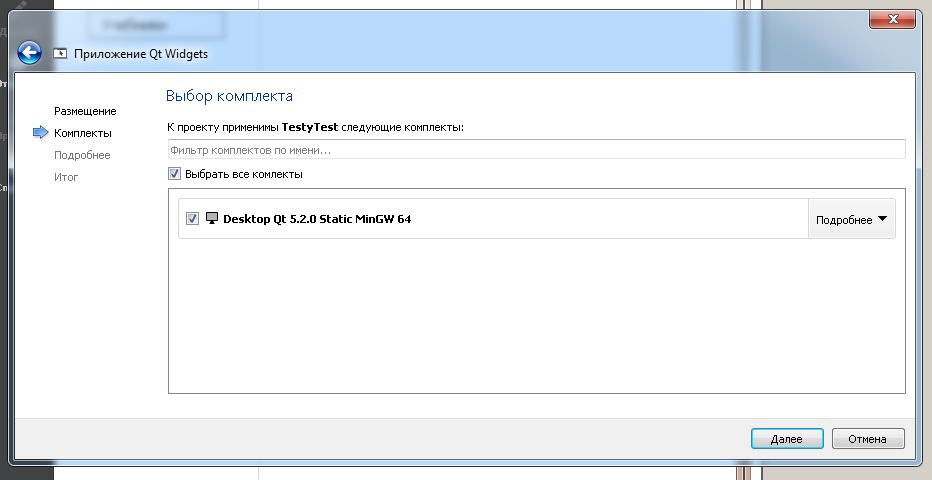 Приложение Qt Widgets
Размещение
Комплекты
Подробнее
Итог
Выбор комплекта
К проекту применимы TestyTest следующие комплекты:
Фильтр комплектов по имени...
Выбрать все комлекты
Desktop Qt 5.2.0 Static MinGW 64
Подробнее
Далее
Отмена